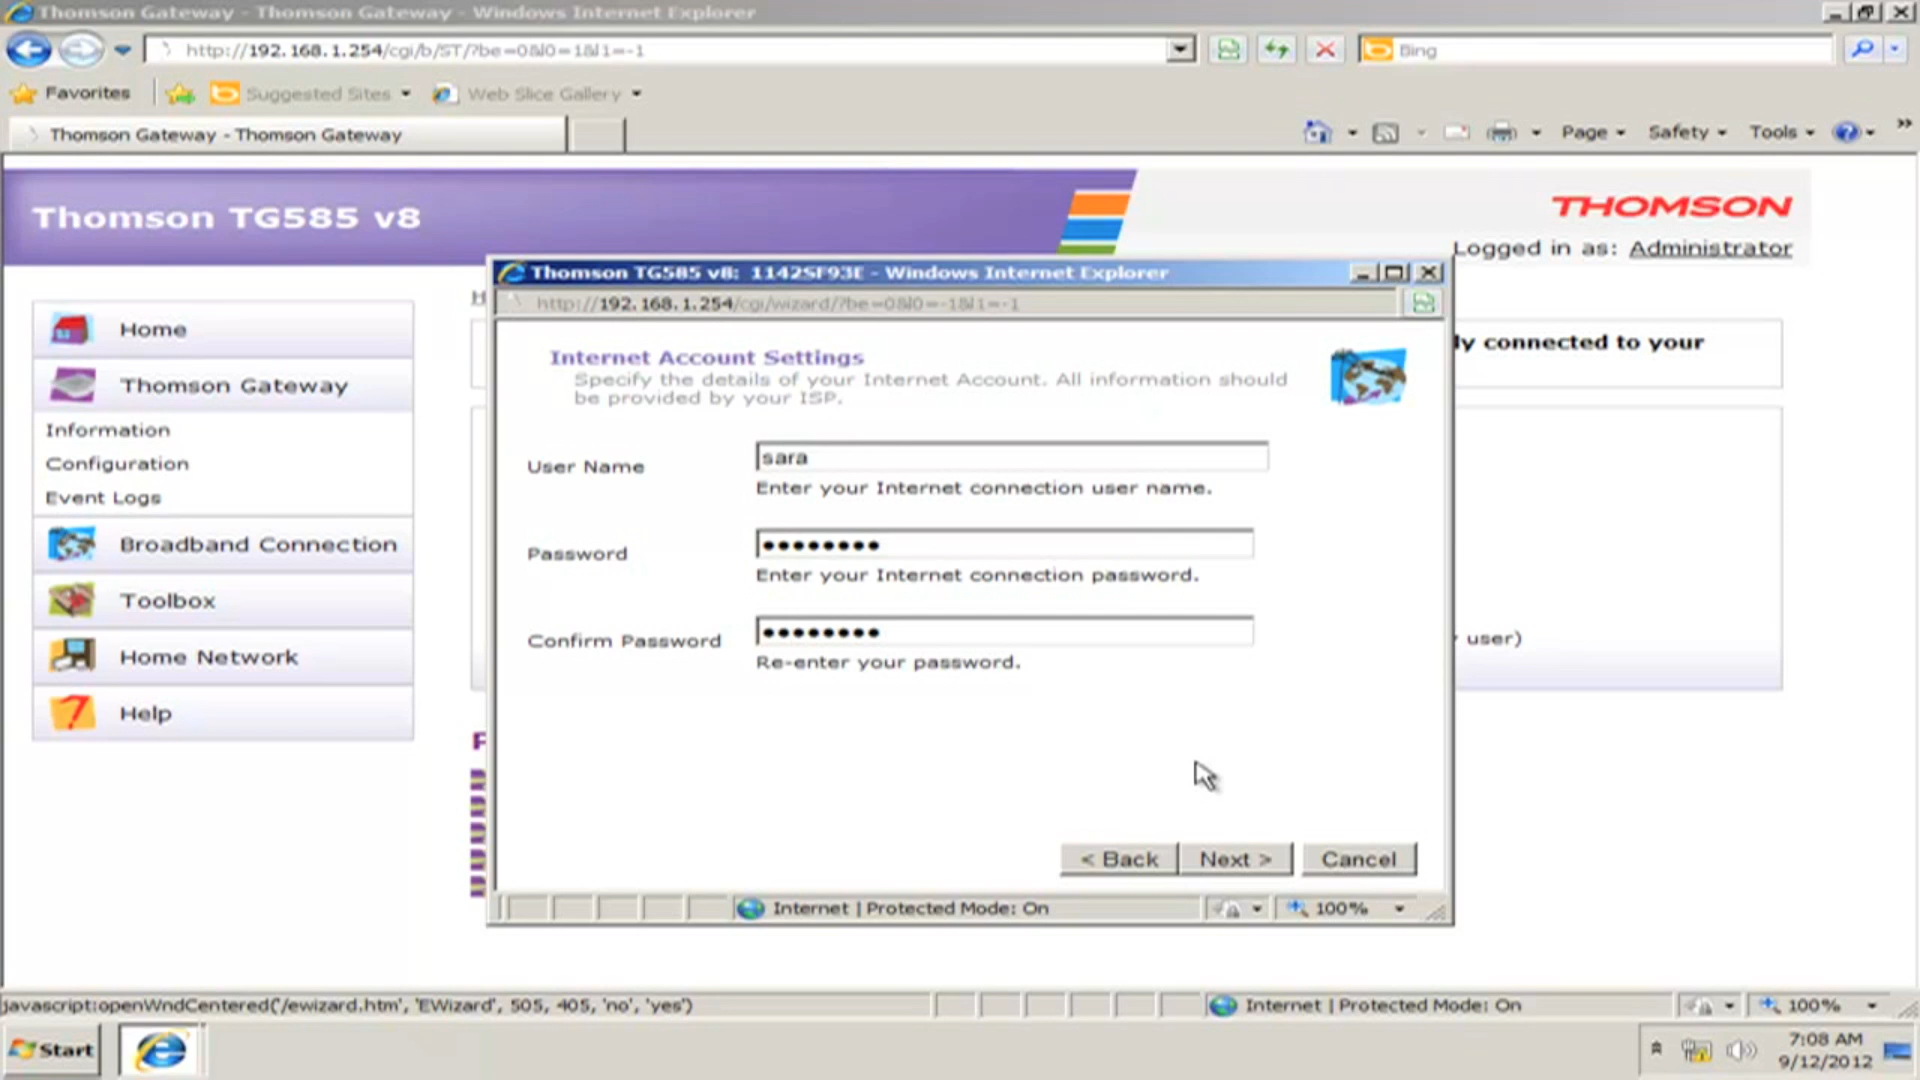 Thomson Gateway - Thomson Gateway - Windows Internet Explorer
http://192.168.1.254/cgi/b/ST/?be=0&l0=1&l1=-1
Bing
Favorites
Suggested Sites
Web Slice Gallery
Thomson Gateway - Thomson Gateway
Page
Safety
Tools
Thomson TG585 v8
THOMSON
Logged in as: Administrator
Home
Thomson Gateway
Information
Configuration
Event Logs
Broadband Connection
Toolbox
Home Network
Help
ly connected to your
user)
Thomson TG585 v8: 1142SF93E - Windows Internet Explorer
http://192.168.1.254/cgi/wizard/?be=0&l0=-1&l1=-1
Internet Account Settings
Specify the details of your Internet Account. All information should
be provided by your ISP.
User Name
sara
Enter your Internet connection user name.
Password
••••••••
Enter your Internet connection password.
Confirm Password
••••••••
Re-enter your password.
< Back
Next >
Cancel
Internet | Protected Mode: On
100%
javascript:openWndCentered('/ewizard.htm', 'EWizard', 505, 405, 'no', 'yes')
Internet | Protected Mode: On
100%
Start
7:08 AM
9/12/2012